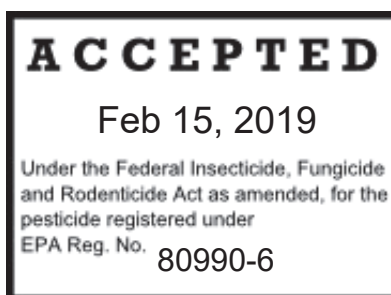 ACCEPTED
Feb 15, 2019
Under the Federal Insecticide, Fungicide
and Rodenticide Act as amended, for the
pesticide registered under
EPA Reg. No. 80990-6